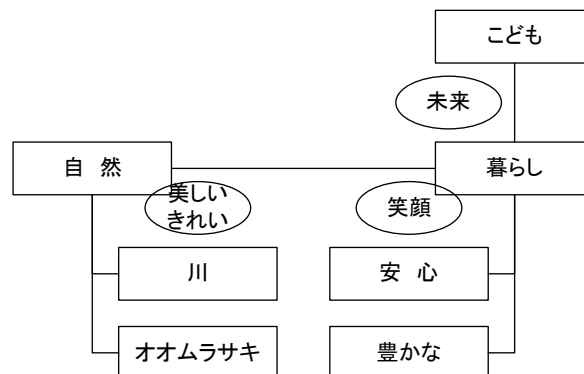 こども
未来
自　然
暮らし
美しい
きれい
笑顔
川
安　心
オオムラサキ
豊かな